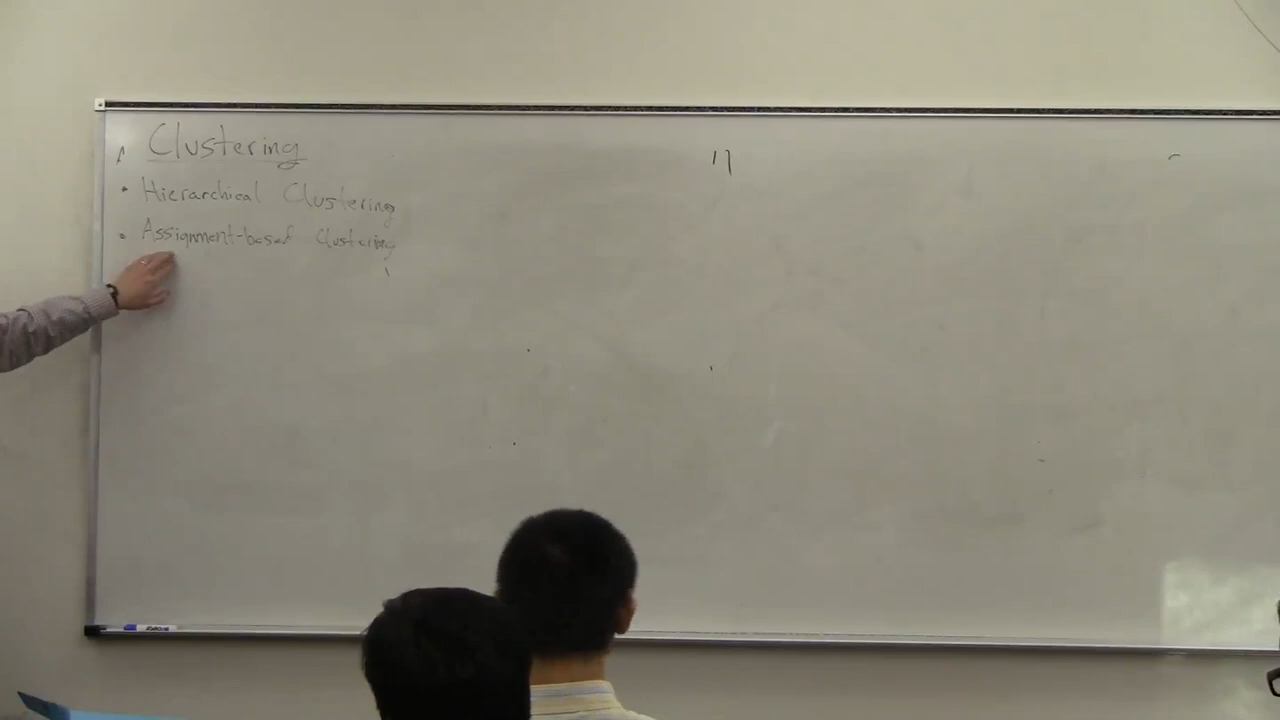 Clustering
• Hierarchical Clustering
• Assignment-based Clustering